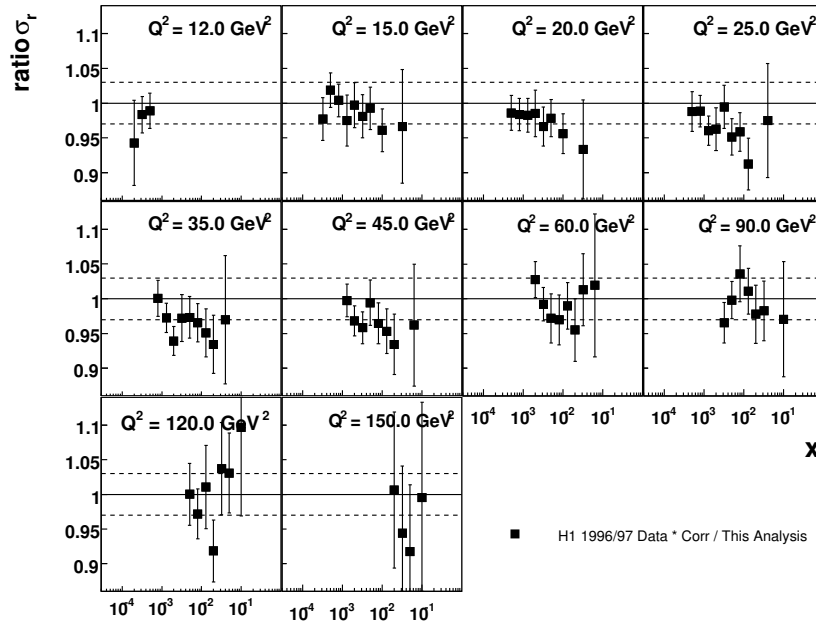 ratio σr
Q² = 12.0 GeV²
Q² = 15.0 GeV²
Q² = 20.0 GeV²
Q² = 25.0 GeV²
1.1
1.05
1
0.95
0.9
Q² = 35.0 GeV²
Q² = 45.0 GeV²
Q² = 60.0 GeV²
Q² = 90.0 GeV²
1.1
1.05
1
0.95
0.9
10⁴ 10³ 10² 10¹
10⁴ 10³ 10² 10¹
x
Q² = 120.0 GeV²
Q² = 150.0 GeV²
1.1
1.05
1
0.95
0.9
H1 1996/97 Data * Corr / This Analysis
10⁴ 10³ 10² 10¹
10⁴ 10³ 10² 10¹